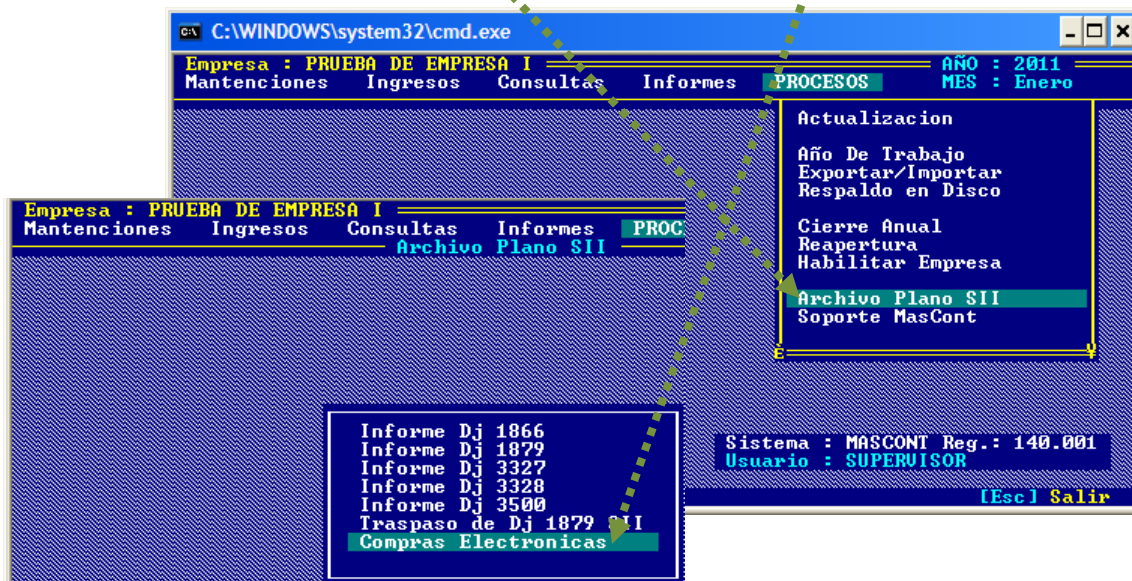 C:\WINDOWS\system32\cmd.exe
Empresa : PRUEBA DE EMPRESA I AÑO : 2011
Mantenciones Ingresos Consultas Informes PROCESOS MES : Enero
Actualizacion
Año De Trabajo
Exportar/Importar
Respaldo en Disco
Cierre Anual
Reapertura
Habilitar Empresa
Archivo Plano SII
Soporte MasCont
Sistema : MASCONT Reg.: 140.001
Usuario : SUPERVISOR
[Esc] Salir
Empresa : PRUEBA DE EMPRESA I
Mantenciones Ingresos Consultas Informes PROC
Archivo Plano SII
Informe Dj 1866
Informe Dj 1879
Informe Dj 3327
Informe Dj 3328
Informe Dj 3500
Traspaso de Dj 1879 SII
Compras Electronicas